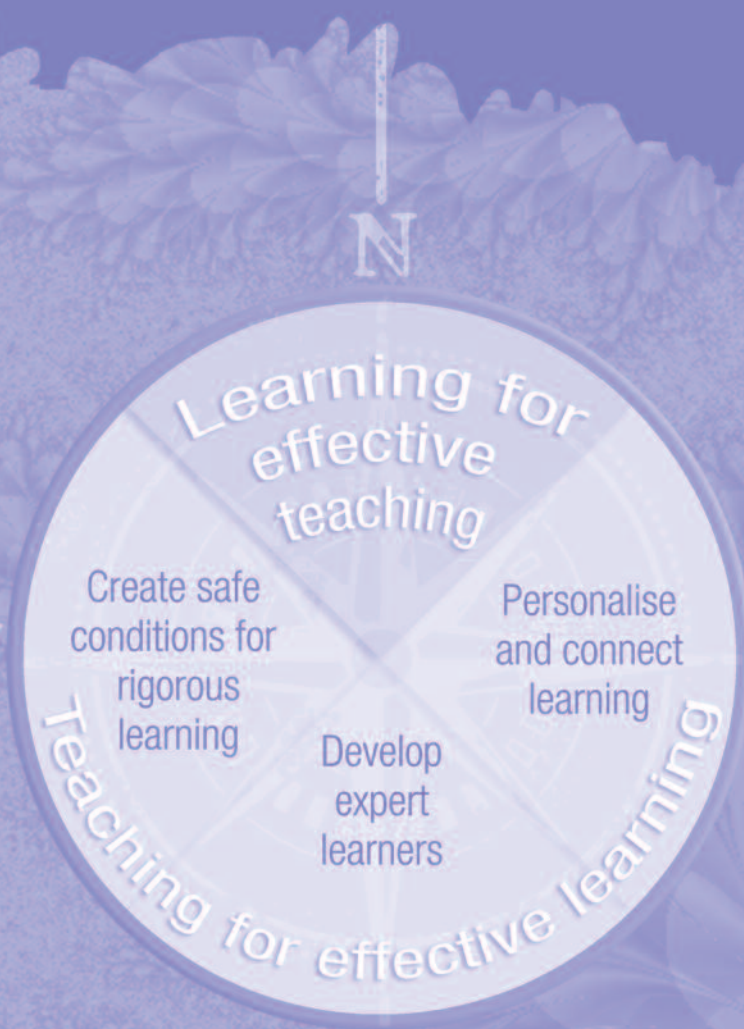 N
Learning for
effective
teaching
Create safe
conditions for
rigorous
learning
Personalise
and connect
learning
Develop
expert
learners
Teaching for effective learning